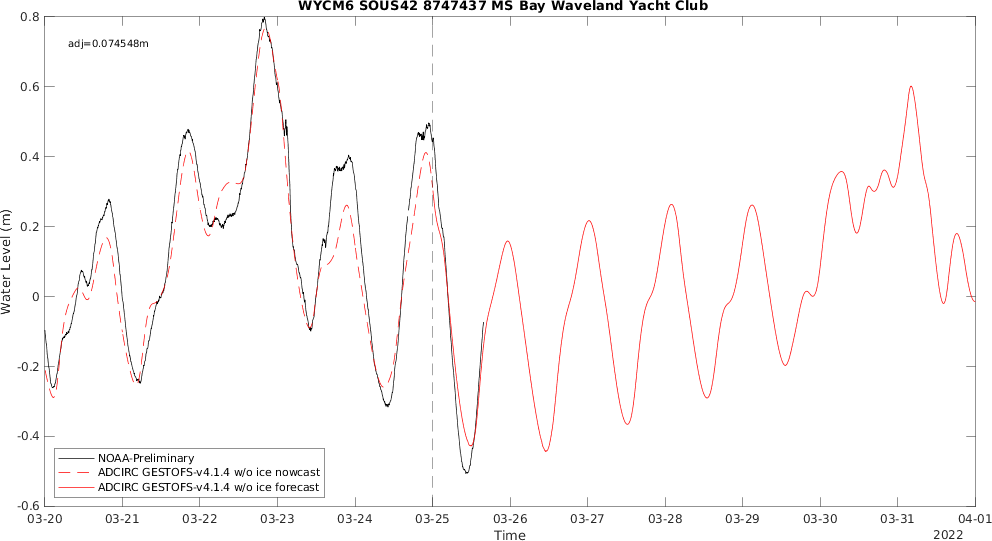 WYCM6 SOUS42 8747437 MS Bay Waveland Yacht Club
adj=0.074548m
0.8
0.6
0.4
0.2
0
-0.2
-0.4
-0.6
Water Level (m)
NOAA-Preliminary
ADCIRC GESTOFS-v4.1.4 w/o ice nowcast
ADCIRC GESTOFS-v4.1.4 w/o ice forecast
03-20 03-21 03-22 03-23 03-24 03-25 03-26 03-27 03-28 03-29 03-30 03-31 04-01
Time
2022